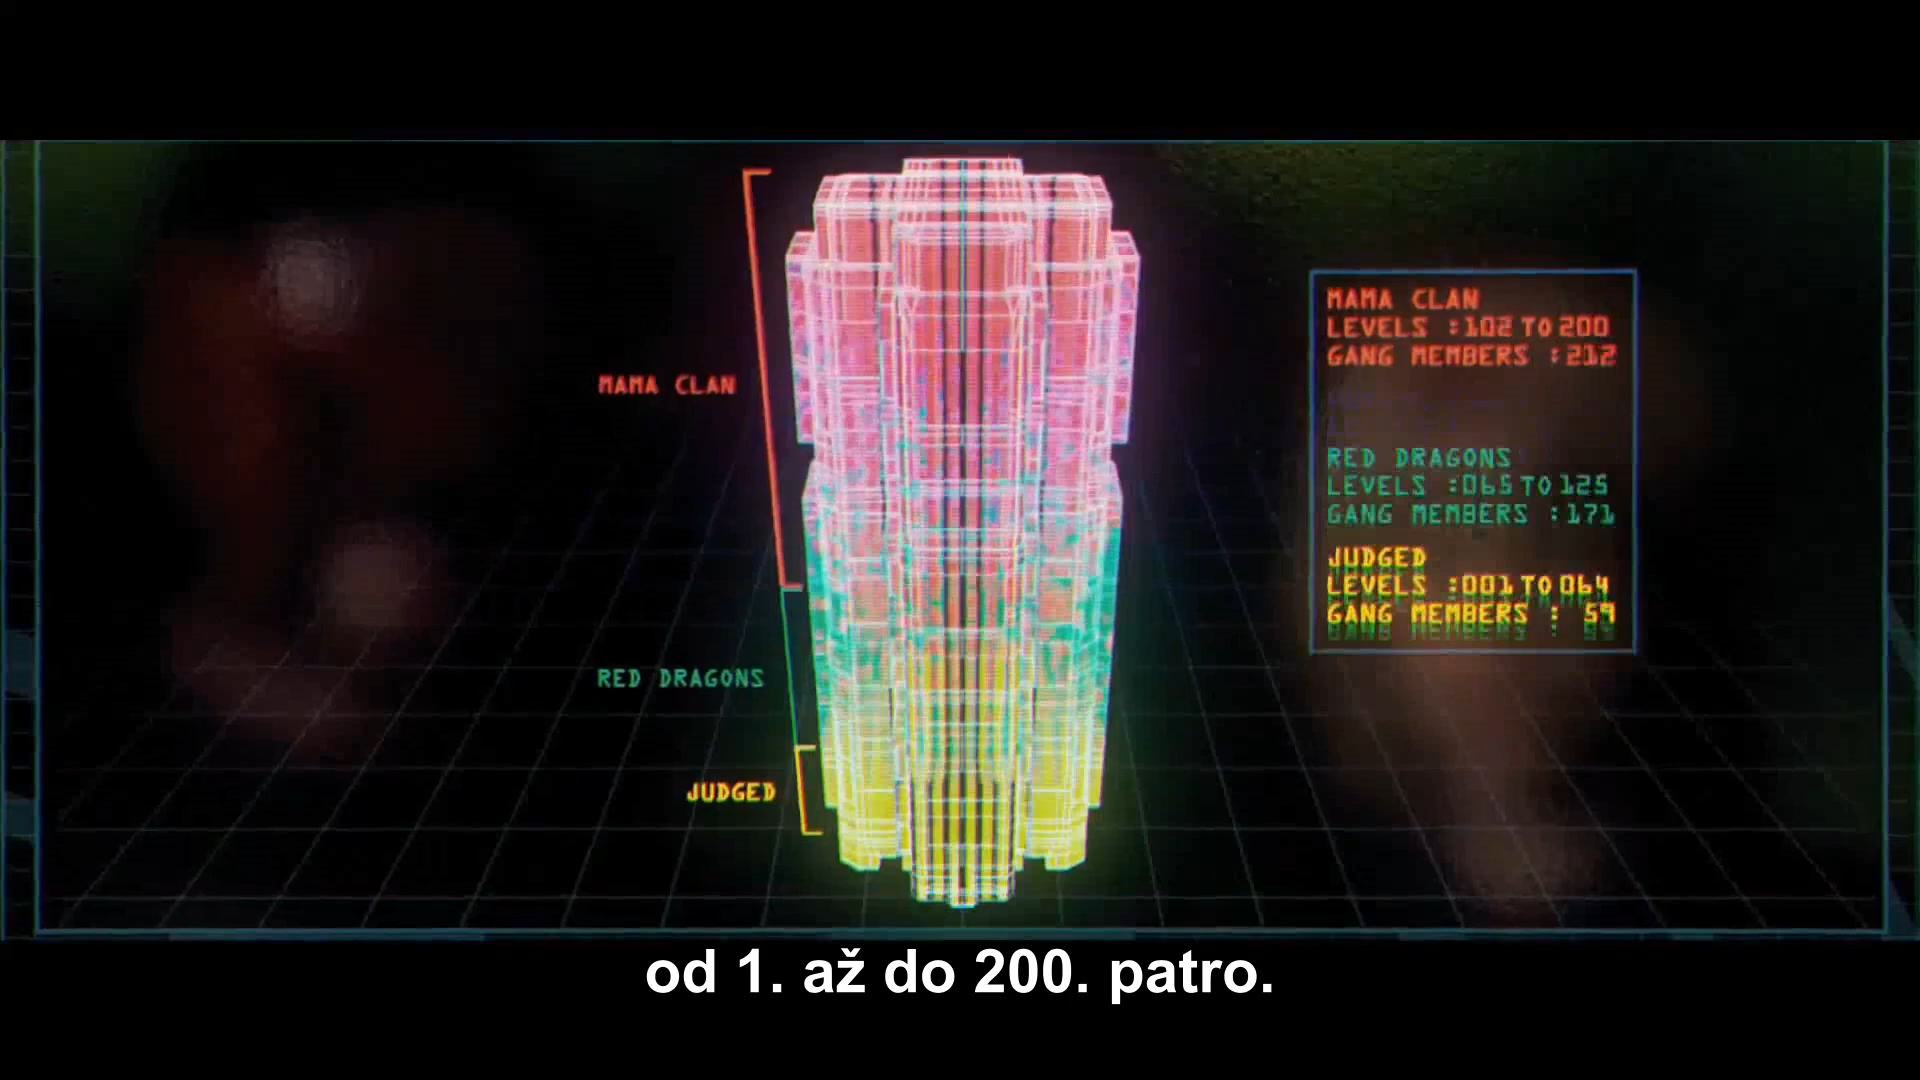 MAMA CLAN
RED DRAGONS
JUDGED
MAMA CLAN
LEVELS :102 TO 200
GANG MEMBERS :212
RED DRAGONS
LEVELS :065 TO 125
GANG MEMBERS :171
JUDGED
LEVELS :001 TO 064
GANG MEMBERS : 59
od 1. až do 200. patro.